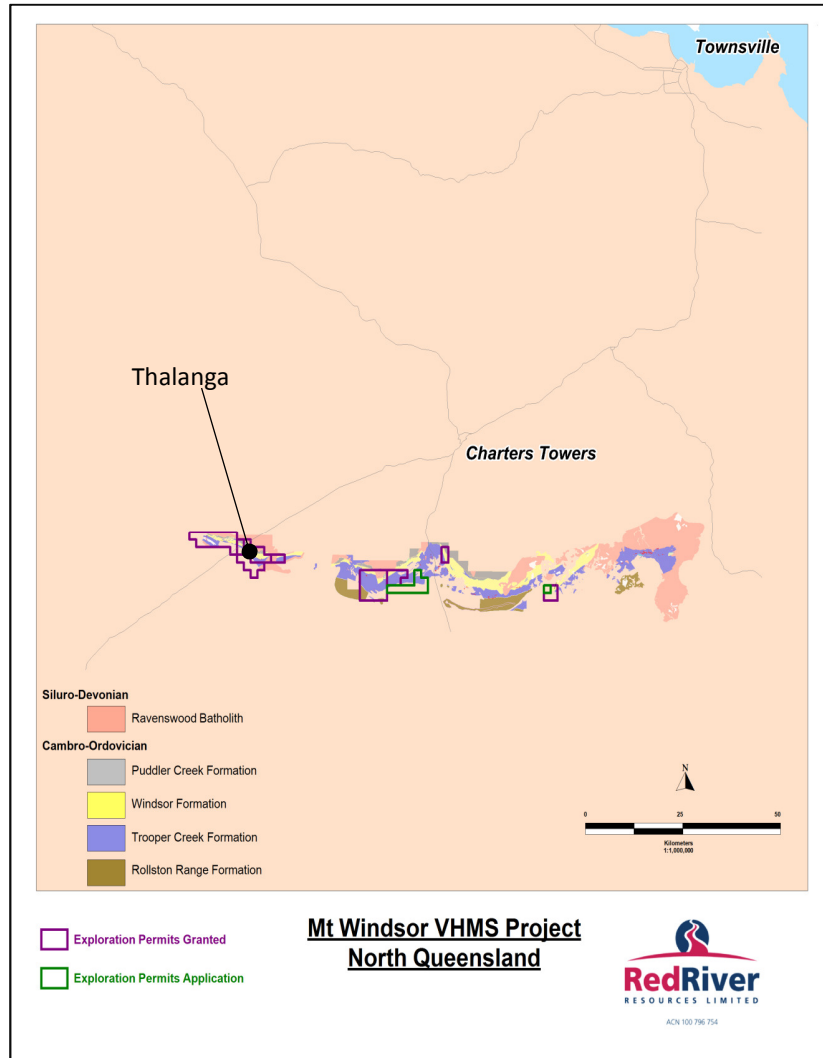 Townsville
Thalanga
Charters Towers
Siluro-Devonian
Ravenswood Batholith
Cambro-Ordovician
Puddler Creek Formation
Windsor Formation
Trooper Creek Formation
Rollston Range Formation
N
0 25 50
Kilometers
1:1,000,000
Exploration Permits Granted
Exploration Permits Application
Mt Windsor VHMS Project
North Queensland
RedRiver
RESOURCES LIMITED
ACN 100 796 754